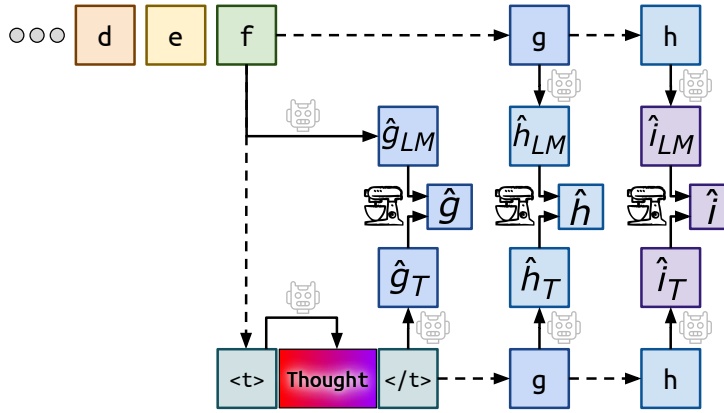 d e f g h
ĝ_LM ĥ_LM î_LM
ĝ ĥ î
ĝ_T ĥ_T î_T
<t> Thought </t> g h